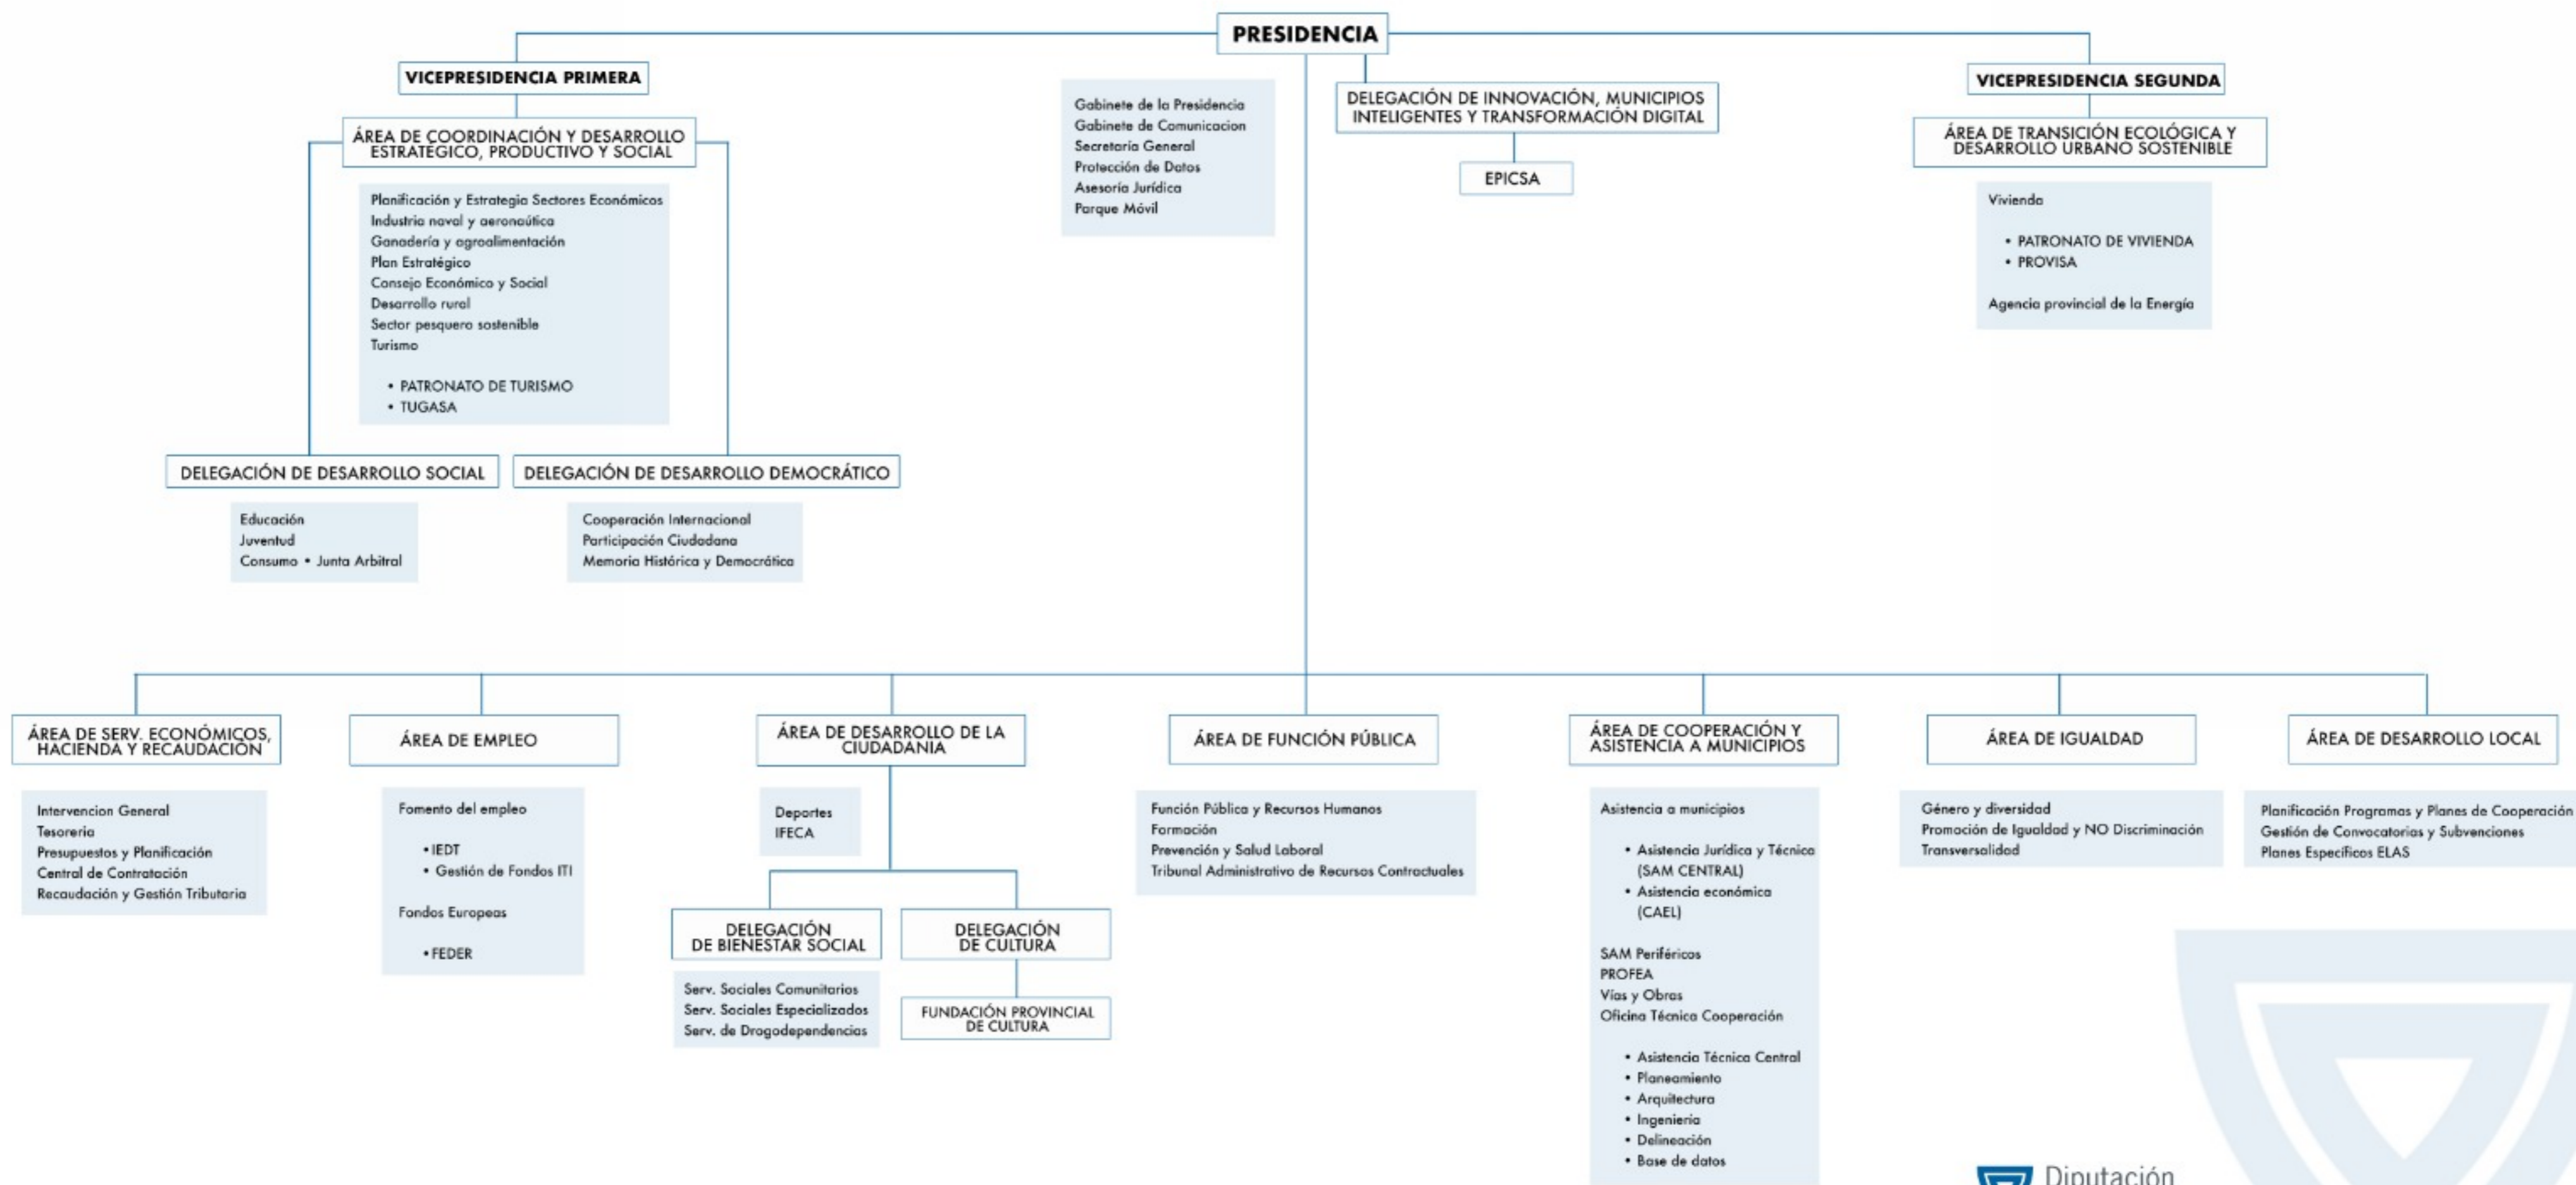 PRESIDENCIA
VICEPRESIDENCIA PRIMERA
ÁREA DE COORDINACIÓN Y DESARROLLO
ESTRATÉGICO, PRODUCTIVO Y SOCIAL
Planificación y Estrategia Sectores Económicos
Industria naval y aeronaútica
Ganadería y agroalimentación
Plan Estratégico
Consejo Económico y Social
Desarrollo rural
Sector pesquero sostenible
Turismo
• PATRONATO DE TURISMO
• TUGASA
DELEGACIÓN DE DESARROLLO SOCIAL
Educación
Juventud
Consumo • Junta Arbitral
DELEGACIÓN DE DESARROLLO DEMOCRÁTICO
Cooperación Internacional
Participación Ciudadana
Memoria Histórica y Democrática
Gabinete de la Presidencia
Gabinete de Comunicacion
Secretaría General
Protección de Datos
Asesoría Jurídica
Parque Móvil
DELEGACIÓN DE INNOVACIÓN, MUNICIPIOS
INTELIGENTES Y TRANSFORMACIÓN DIGITAL
EPICSA
VICEPRESIDENCIA SEGUNDA
ÁREA DE TRANSICIÓN ECOLÓGICA Y
DESARROLLO URBANO SOSTENIBLE
Vivienda
• PATRONATO DE VIVIENDA
• PROVISA
Agencia provincial de la Energía
ÁREA DE SERV. ECONÓMICOS,
HACIENDA Y RECAUDACIÓN
Intervencion General
Tesoreria
Presupuestos y Planificación
Central de Contratación
Recaudación y Gestión Tributaria
ÁREA DE EMPLEO
Fomento del empleo
• IEDT
• Gestión de Fondos ITI
Fondos Europeas
• FEDER
ÁREA DE DESARROLLO DE LA
CIUDADANIA
Deportes
IFECA
DELEGACIÓN
DE BIENESTAR SOCIAL
Serv. Sociales Comunitarios
Serv. Sociales Especializados
Serv. de Drogodependencias
DELEGACIÓN
DE CULTURA
FUNDACIÓN PROVINCIAL
DE CULTURA
ÁREA DE FUNCIÓN PÚBLICA
Función Pública y Recursos Humanos
Formación
Prevención y Salud Laboral
Tribunal Administrativo de Recursos Contractuales
ÁREA DE COOPERACIÓN Y
ASISTENCIA A MUNICIPIOS
Asistencia a municipios
• Asistencia Jurídica y Técnica
(SAM CENTRAL)
• Asistencia económica
(CAEL)
SAM Periféricos
PROFEA
Vías y Obras
Oficina Técnica Cooperación
• Asistencia Técnica Central
• Planeamiento
• Arquitectura
• Ingeniería
• Delineación
• Base de datos
ÁREA DE IGUALDAD
Género y diversidad
Promoción de Igualdad y NO Discriminación
Transversalidad
ÁREA DE DESARROLLO LOCAL
Planificación Programas y Planes de Cooperación
Gestión de Convocatorias y Subvenciones
Planes Específicos ELAS
Diputación